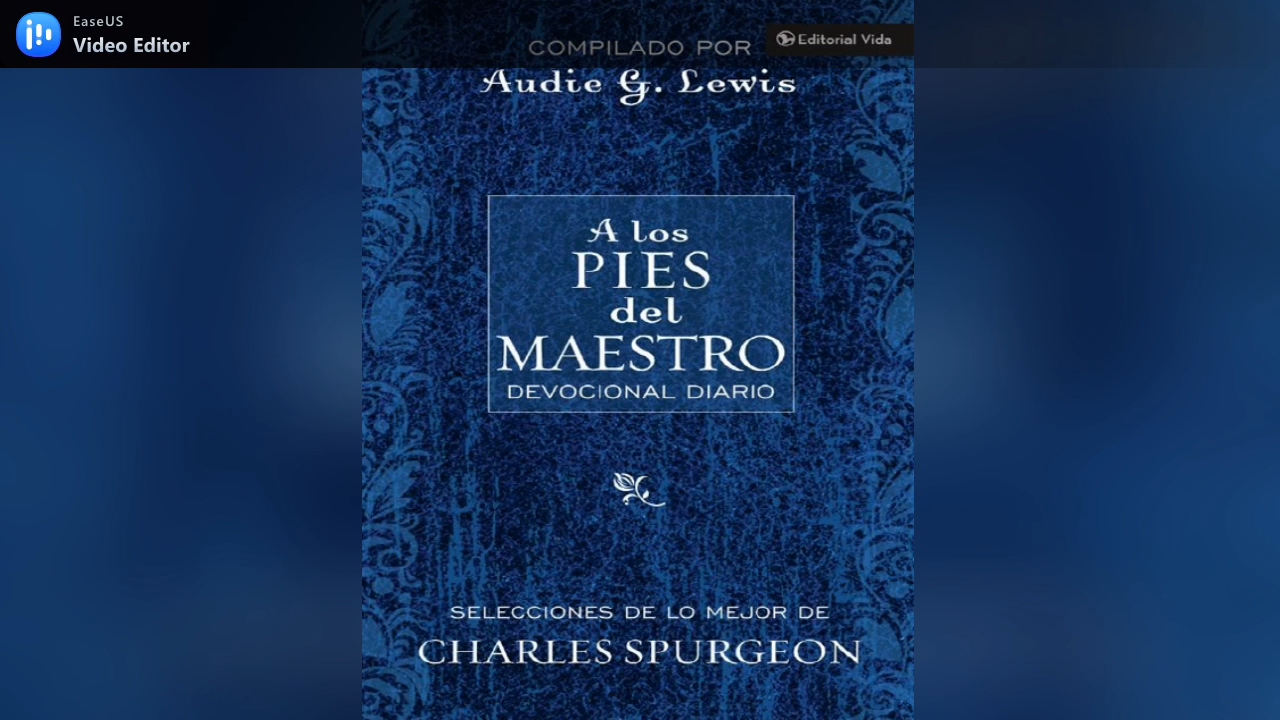 EaseUS
Video Editor
COMPILADO POR
Editorial Vida
Audie G. Lewis
A los
PIES
del
MAESTRO
DEVOCIONAL DIARIO
SELECCIONES DE LO MEJOR DE
CHARLES SPURGEON